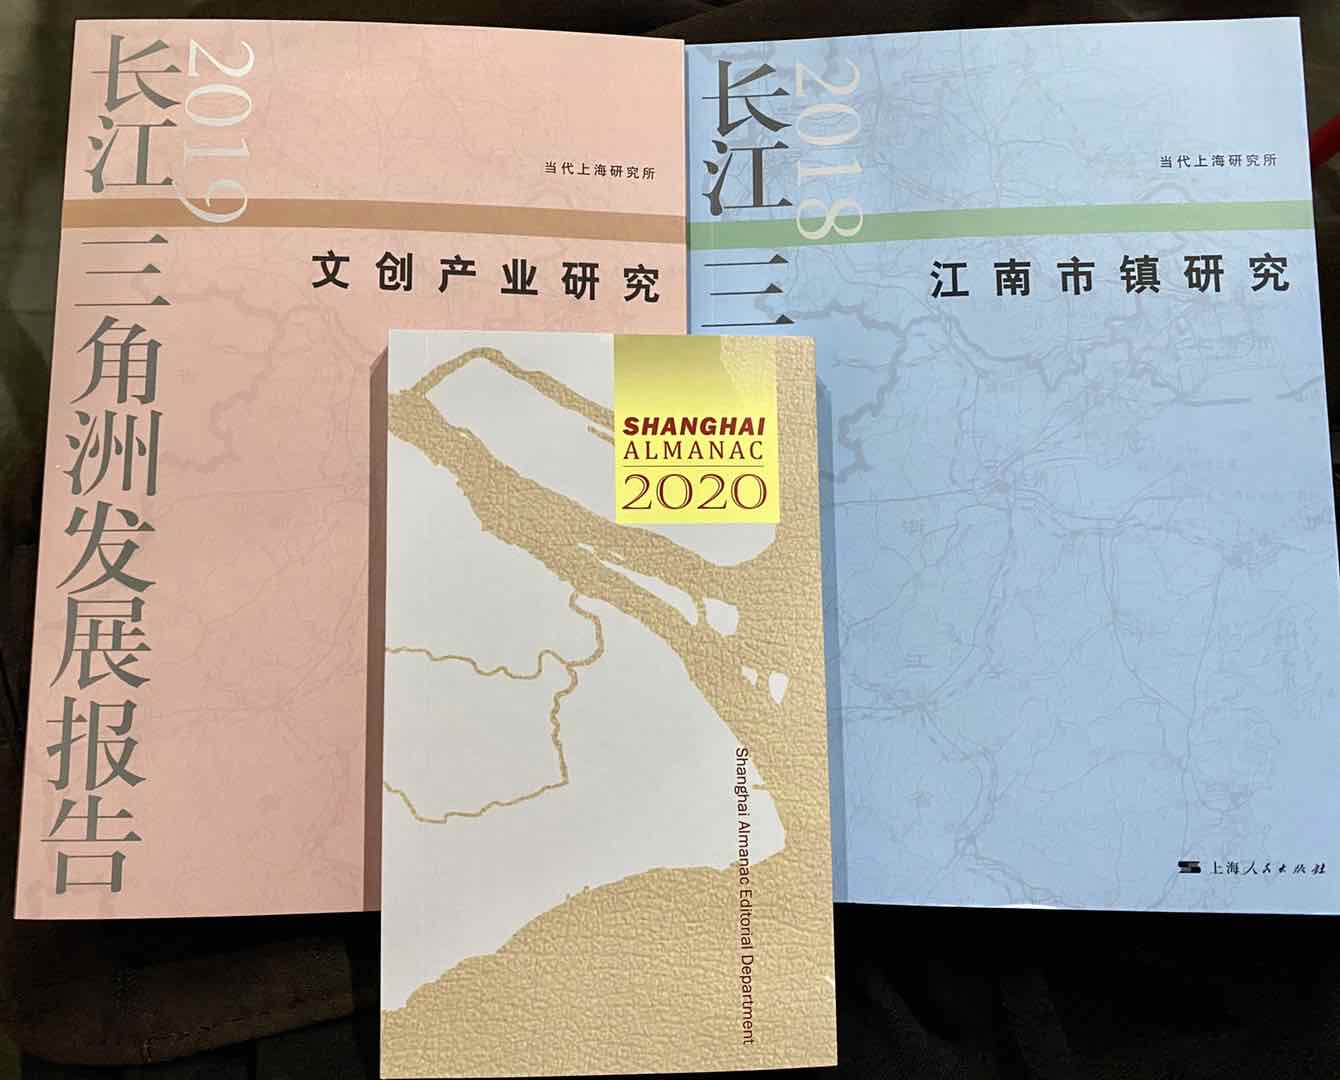 长江三角洲发展报告
2019
当代上海研究所
文创产业研究
长江三
2018
当代上海研究所
江南市镇研究
上海人民出版社
SHANGHAI
ALMANAC
2020
Shanghai Almanac Editorial Department